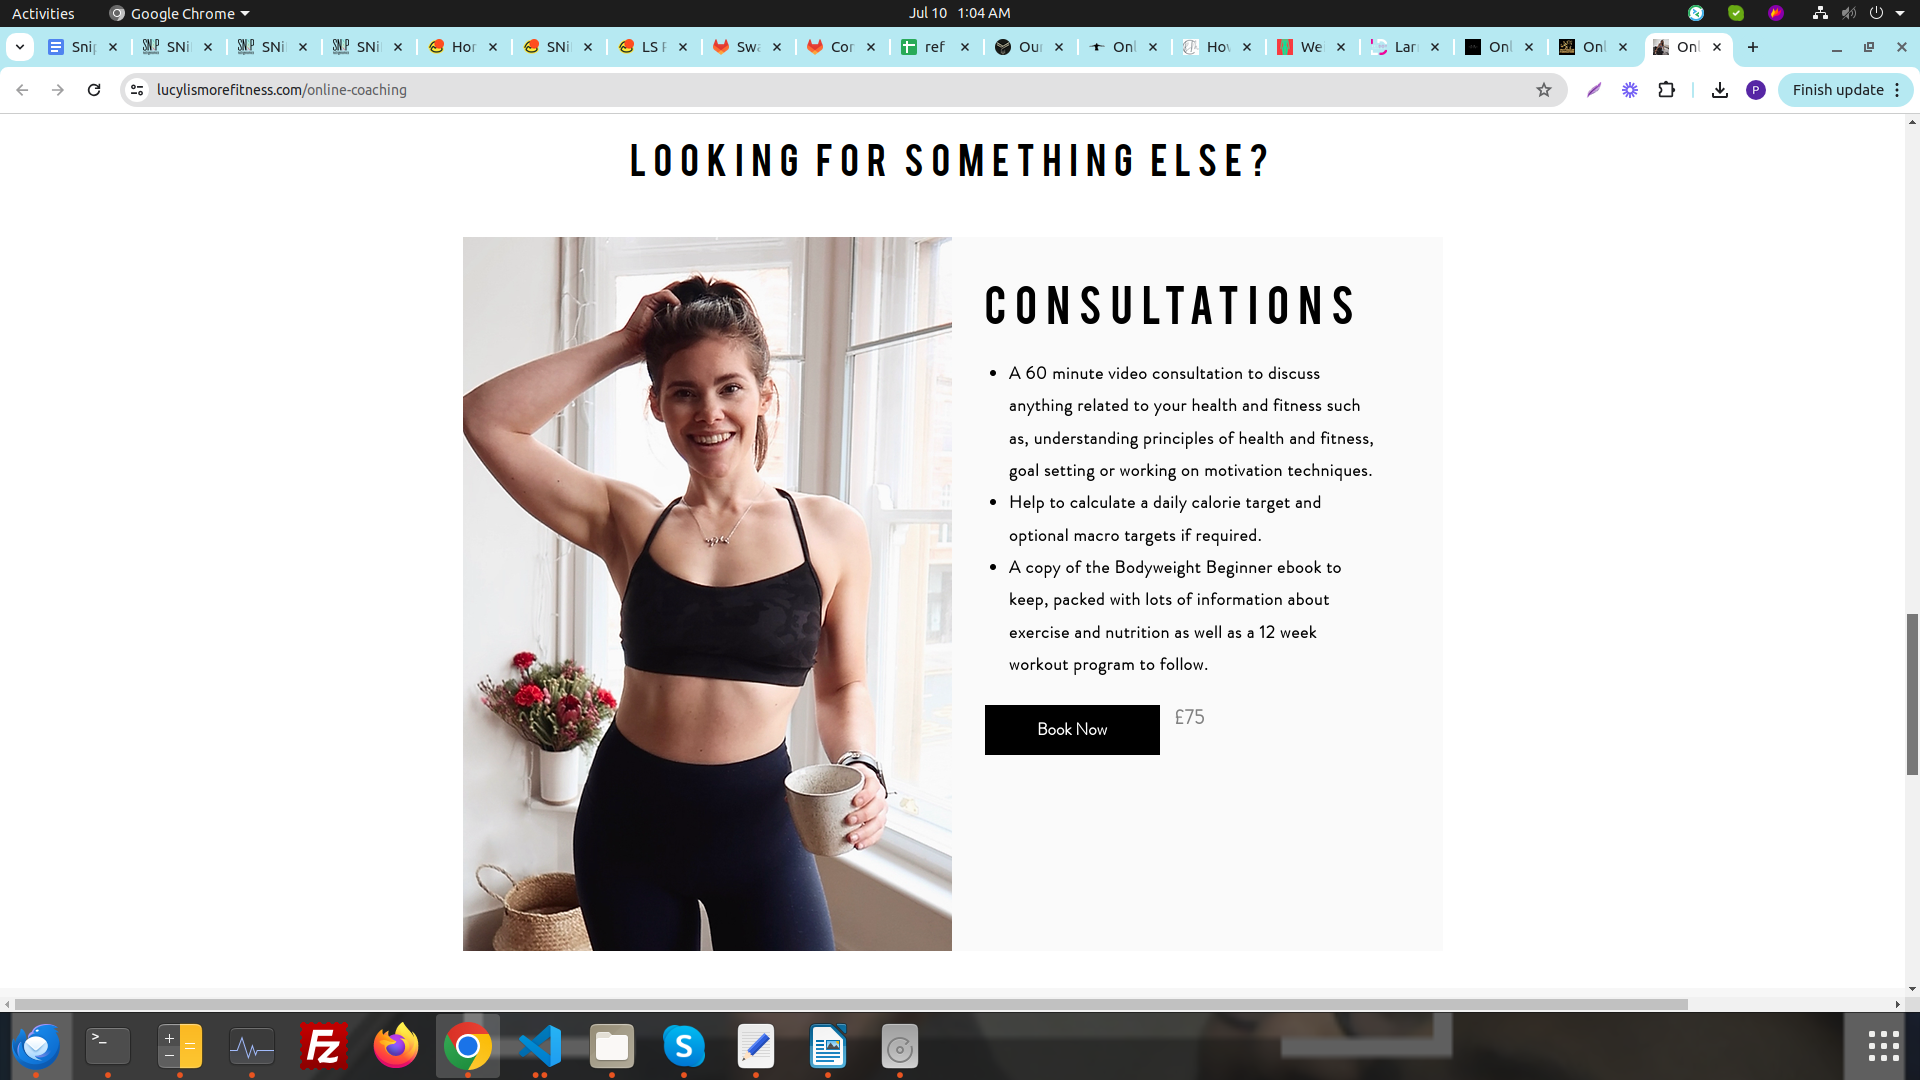 Activities Google Chrome Jul 10 1:04 AM
Snip SNi SNi SNi Hor SNi LS F Swa Cor ref Our Onl Hov We Lar Onl Onl Onl
lucylismorefitness.com/online-coaching P Finish update
LOOKING FOR SOMETHING ELSE?
CONSULTATIONS
• A 60 minute video consultation to discuss
anything related to your health and fitness such
as, understanding principles of health and fitness,
goal setting or working on motivation techniques.
• Help to calculate a daily calorie target and
optional macro targets if required.
• A copy of the Bodyweight Beginner ebook to
keep, packed with lots of information about
exercise and nutrition as well as a 12 week
workout program to follow.
Book Now £75